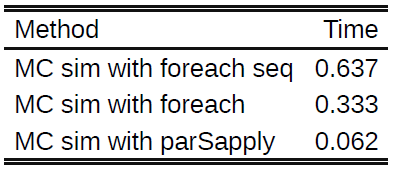 Method Time
MC sim with foreach seq 0.637
MC sim with foreach 0.333
MC sim with parSapply 0.062